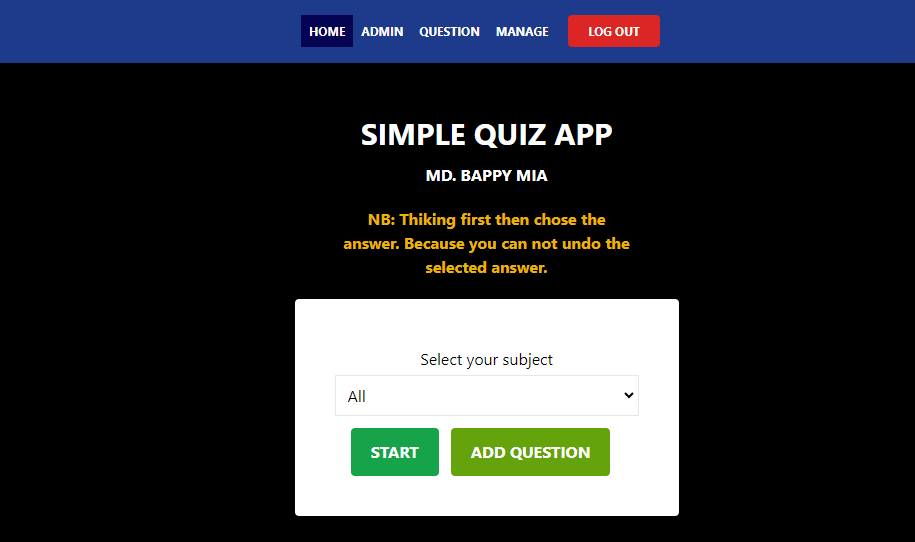 HOME ADMIN QUESTION MANAGE LOG OUT
SIMPLE QUIZ APP
MD. BAPPY MIA
NB: Thiking first then chose the
answer. Because you can not undo the
selected answer.
Select your subject
All
START ADD QUESTION